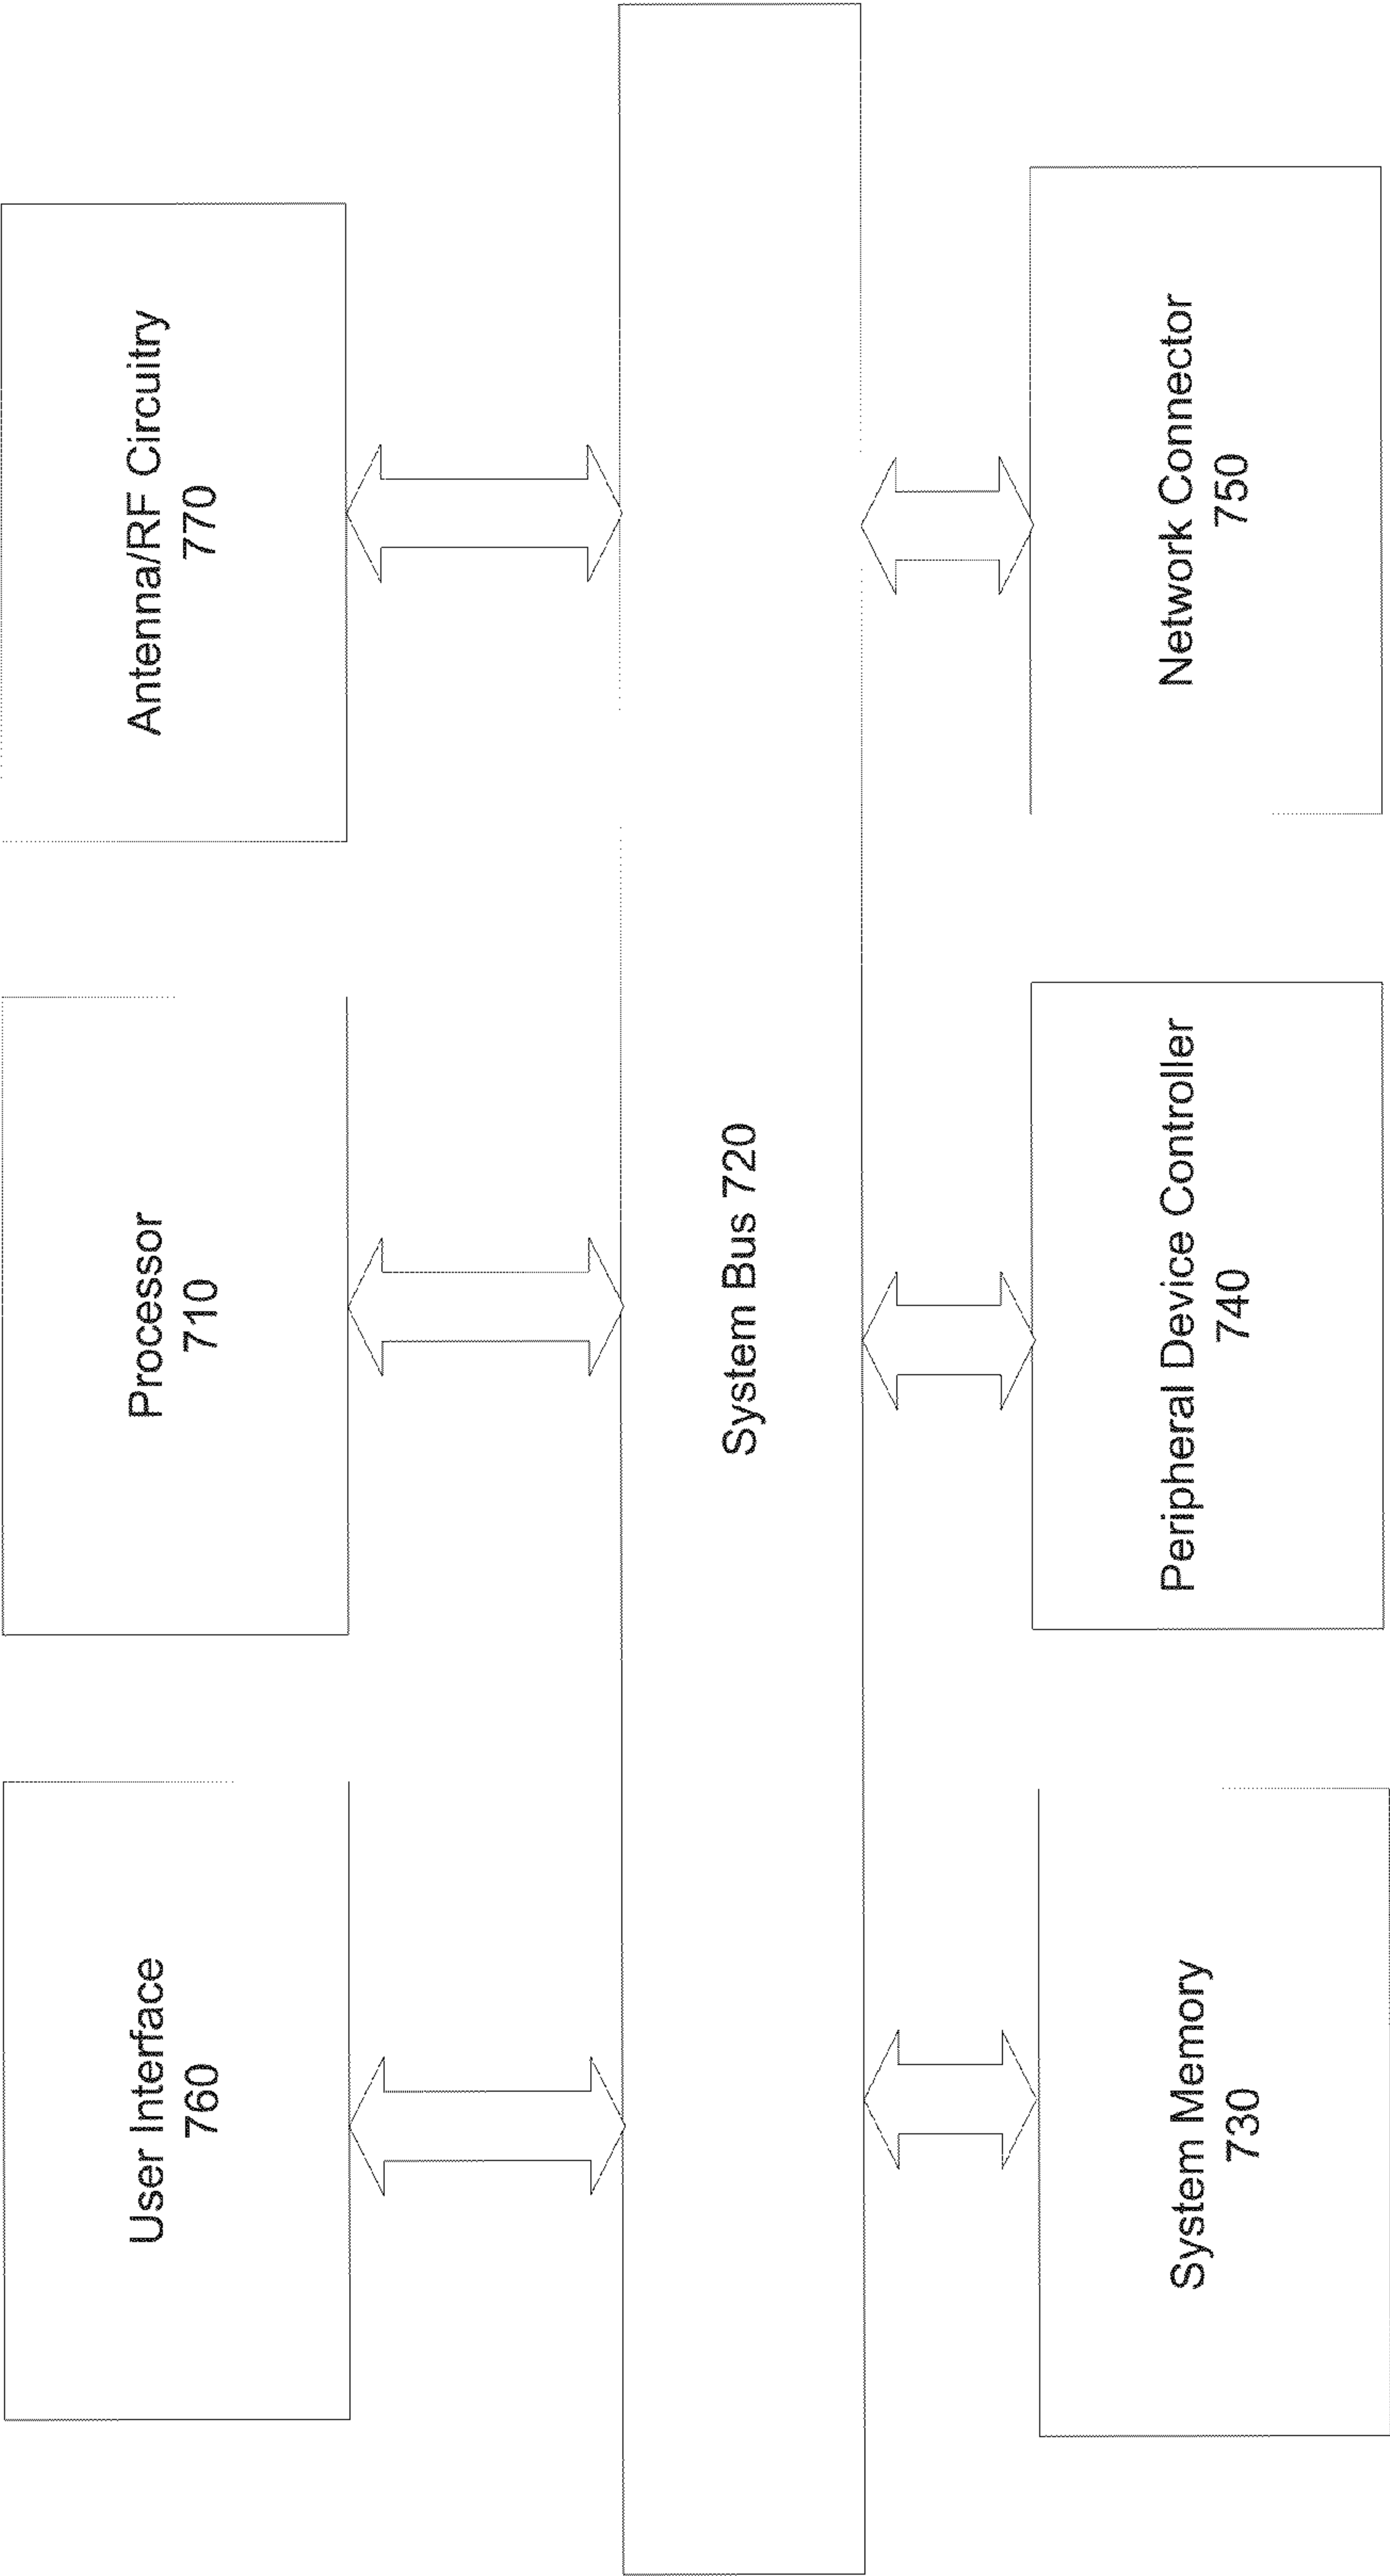 User Interface
760
Processor
710
Antenna/RF Circuitry
770
System Bus 720
System Memory
730
Peripheral Device Controller
740
Network Connector
750